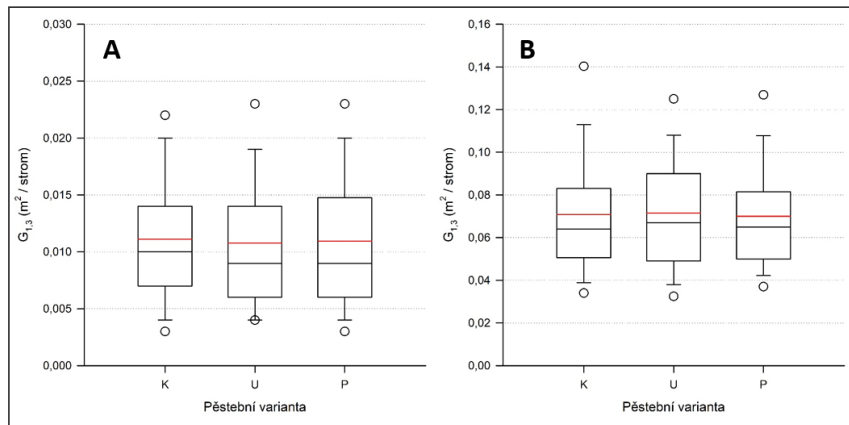 A
0,030
0,025
0,020
0,015
0,010
0,005
0,000
G1,3 (m2 / strom)
K U P
Pěstební varianta
B
0,16
0,14
0,12
0,10
0,08
0,06
0,04
0,02
0,00
G1,3 (m2 / strom)
K U P
Pěstební varianta